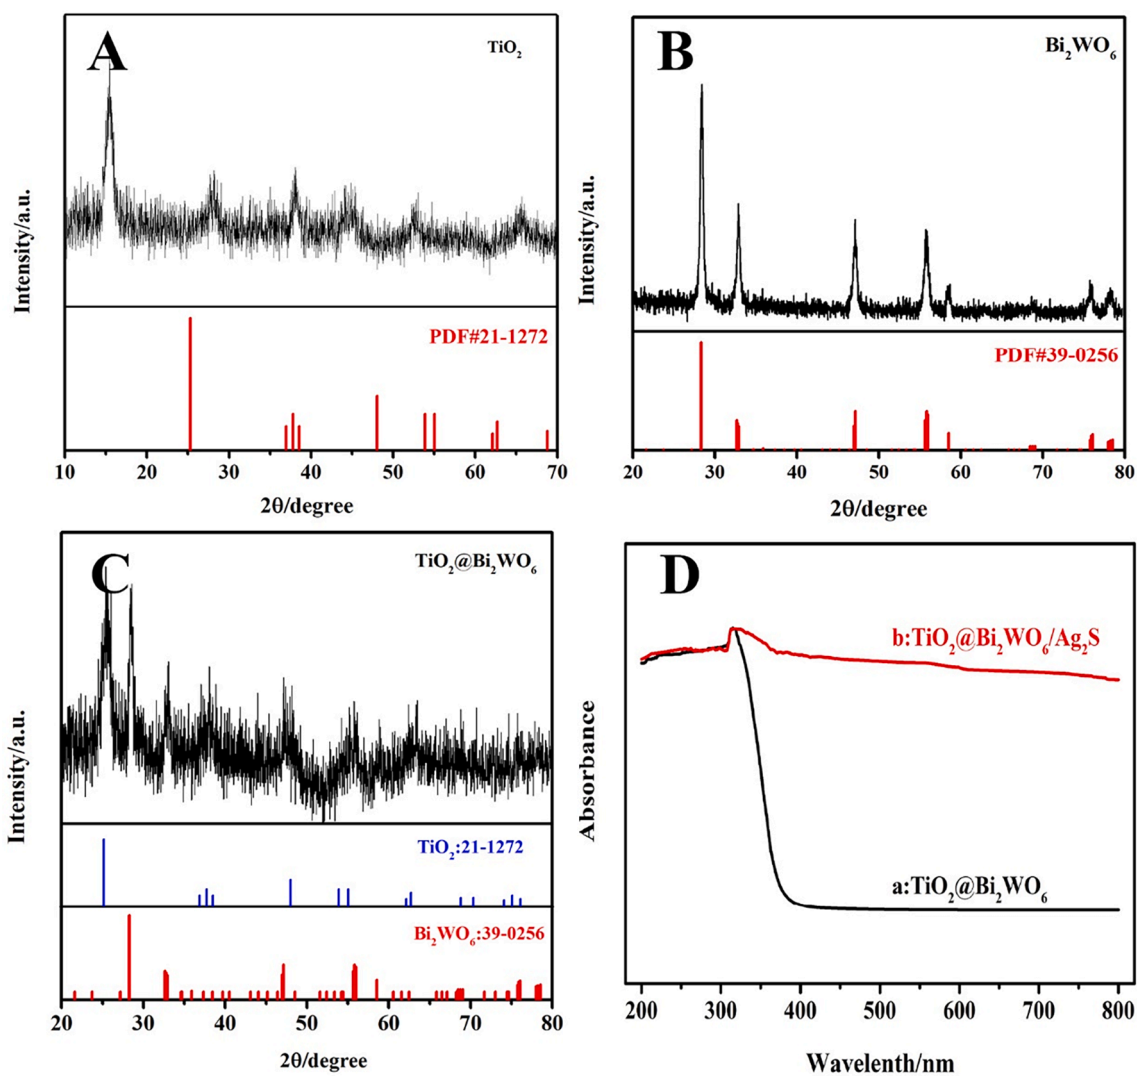 A
TiO2
Intensity/a.u.
PDF#21-1272
10 20 30 40 50 60 70
2θ/degree
B
Bi2WO6
Intensity/a.u.
PDF#39-0256
20 30 40 50 60 70 80
2θ/degree
C
TiO2@Bi2WO6
Intensity/a.u.
TiO2:21-1272
Bi2WO6:39-0256
20 30 40 50 60 70 80
2θ/degree
D
b:TiO2@Bi2WO6/Ag2S
Absorbance
a:TiO2@Bi2WO6
200 300 400 500 600 700 800
Wavelenth/nm